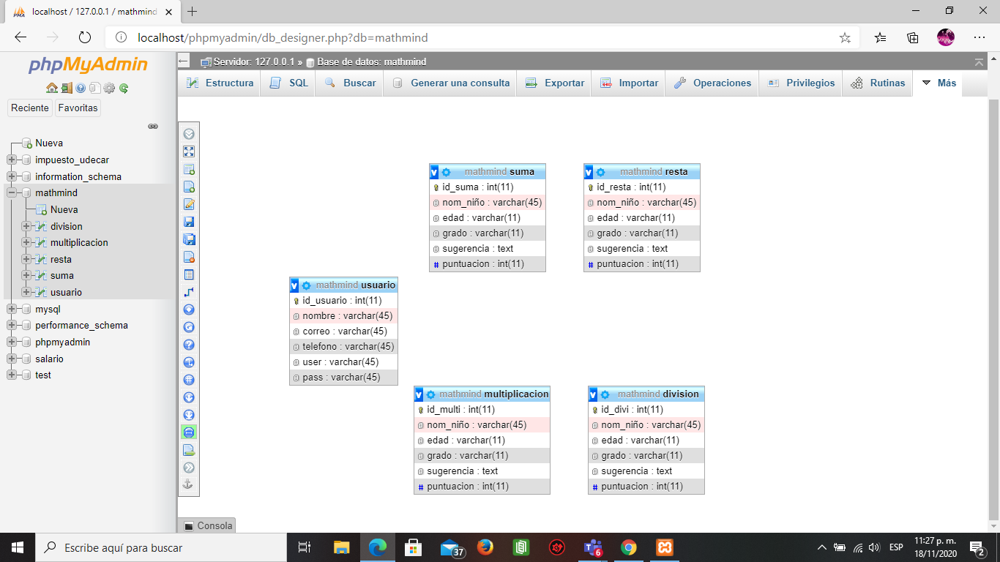 localhost / 127.0.0.1 / mathmind
localhost/phpmyadmin/db_designer.php?db=mathmind
phpMyAdmin
Reciente
Favoritas
Nueva
impuesto_udecar
information_schema
mathmind
Nueva
division
multiplicacion
resta
suma
usuario
mysql
performance_schema
phpmyadmin
salario
test
Servidor: 127.0.0.1 » Base de datos: mathmind
Estructura SQL Buscar Generar una consulta Exportar Importar Operaciones Privilegios Rutinas Más
mathmind suma
id_suma : int(11)
nom_niño : varchar(45)
edad : varchar(11)
grado : varchar(11)
sugerencia : text
# puntuacion : int(11)
mathmind resta
id_resta : int(11)
nom_niño : varchar(45)
edad : varchar(11)
grado : varchar(11)
sugerencia : text
# puntuacion : int(11)
mathmind usuario
id_usuario : int(11)
nombre : varchar(45)
correo : varchar(45)
telefono : varchar(45)
user : varchar(45)
pass : varchar(45)
mathmind multiplicacion
id_multi : int(11)
nom_niño : varchar(45)
edad : varchar(11)
grado : varchar(11)
sugerencia : text
# puntuacion : int(11)
mathmind division
id_divi : int(11)
nom_niño : varchar(45)
edad : varchar(11)
grado : varchar(11)
sugerencia : text
# puntuacion : int(11)
Consola
Escribe aquí para buscar
37
6
ESP
11:27 p. m.
18/11/2020
2